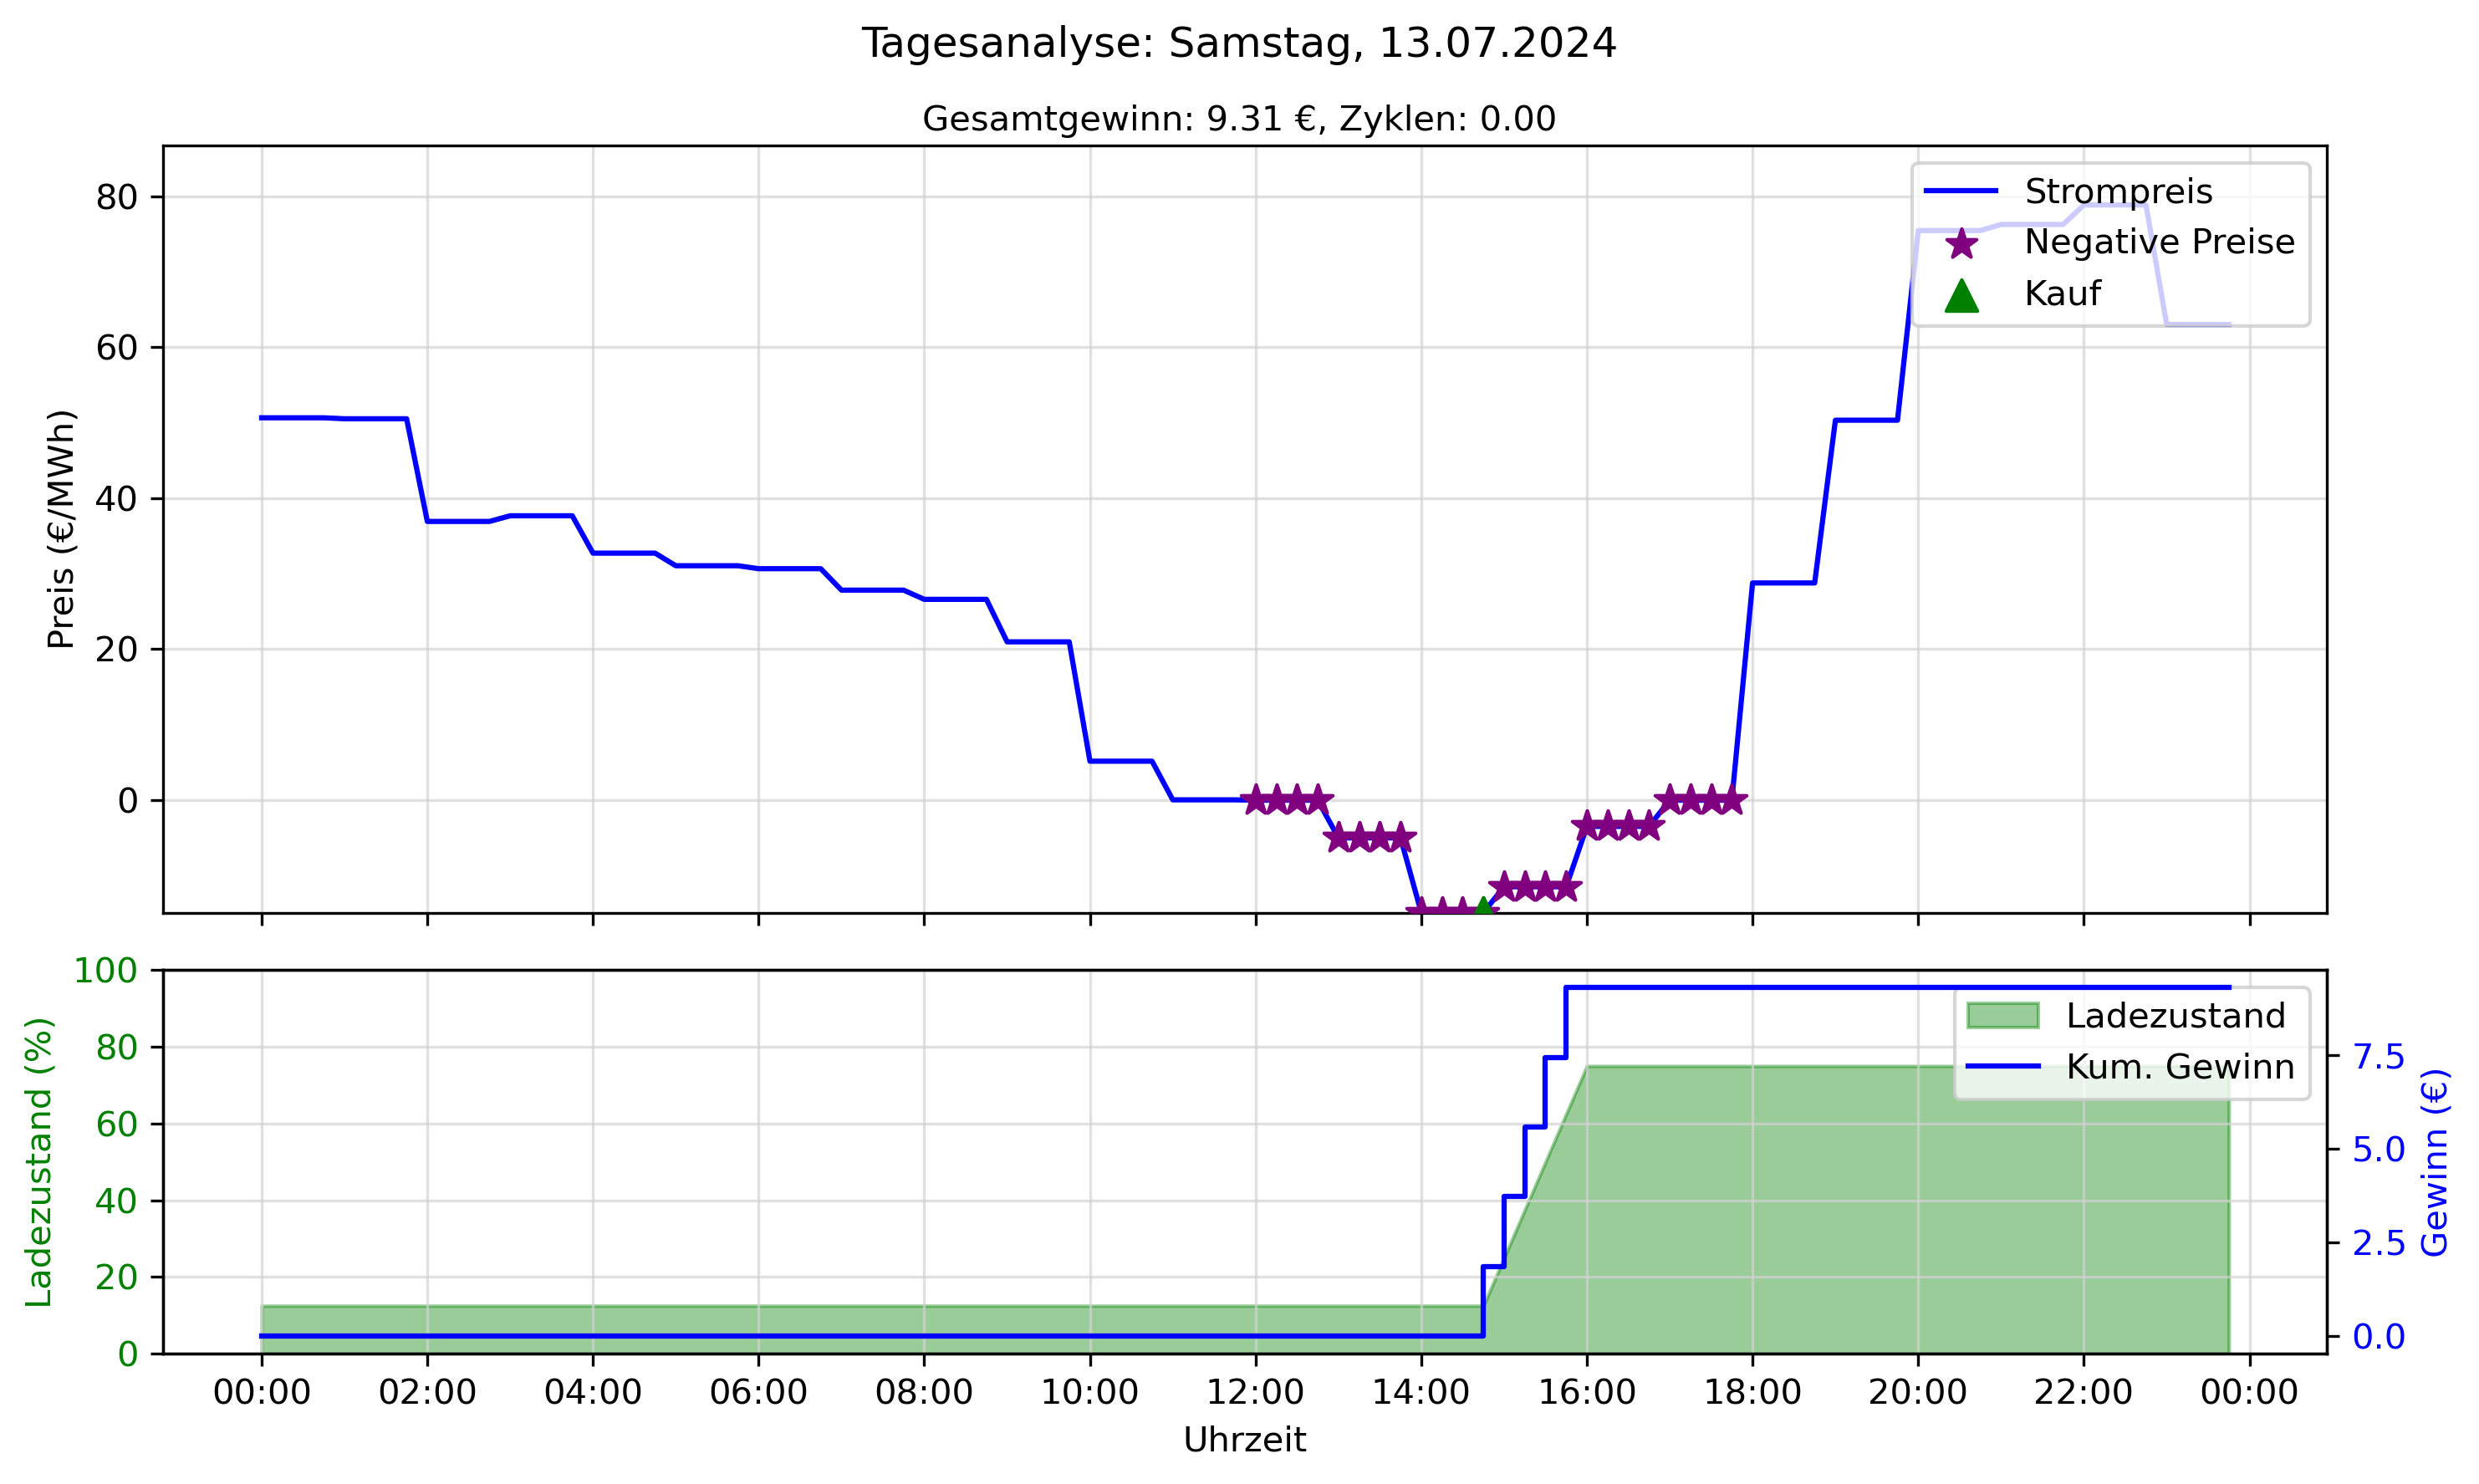 Tagesanalyse: Samstag, 13.07.2024
Gesamtgewinn: 9.31 €, Zyklen: 0.00
Preis (€/MWh)
80
60
40
20
0
Strompreis
Negative Preise
Kauf
Ladezustand (%)
100
80
60
40
20
0
Ladezustand
Kum. Gewinn
7.5
5.0
2.5
0.0
Gewinn (€)
00:00 02:00 04:00 06:00 08:00 10:00 12:00 14:00 16:00 18:00 20:00 22:00 00:00
Uhrzeit